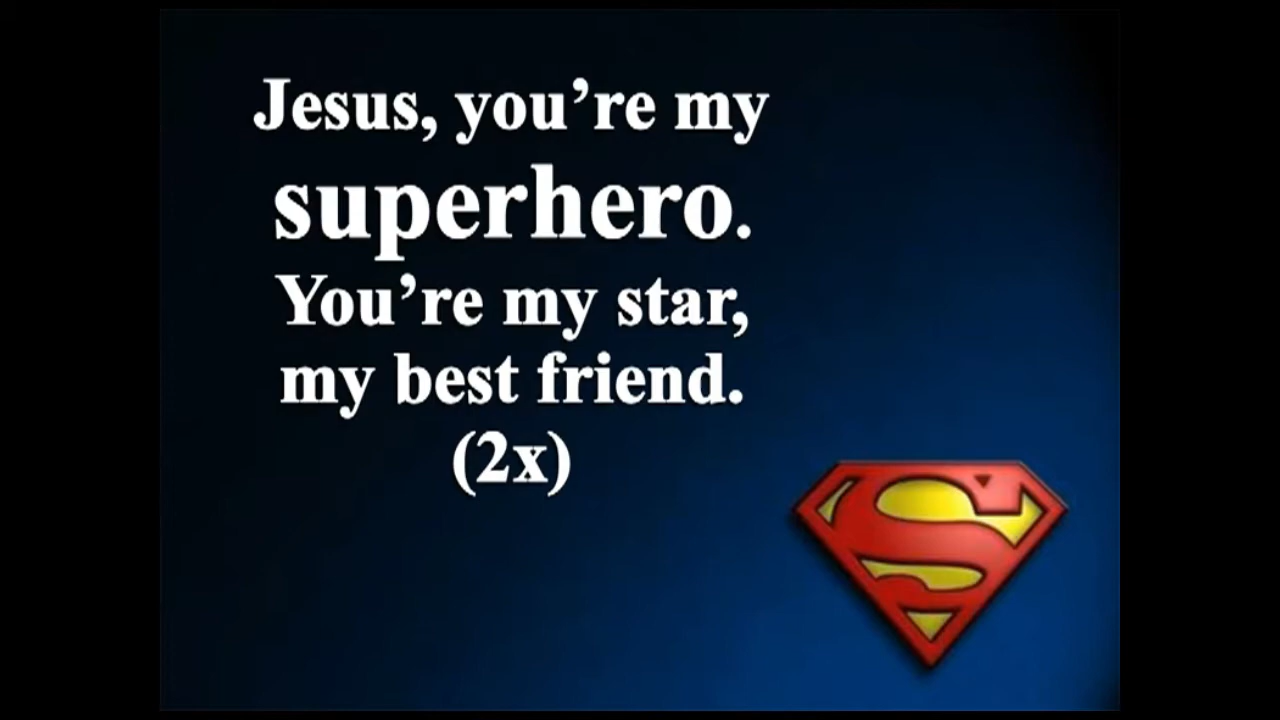 Jesus, you’re my
superhero.
You’re my star,
my best friend.
(2x)
S